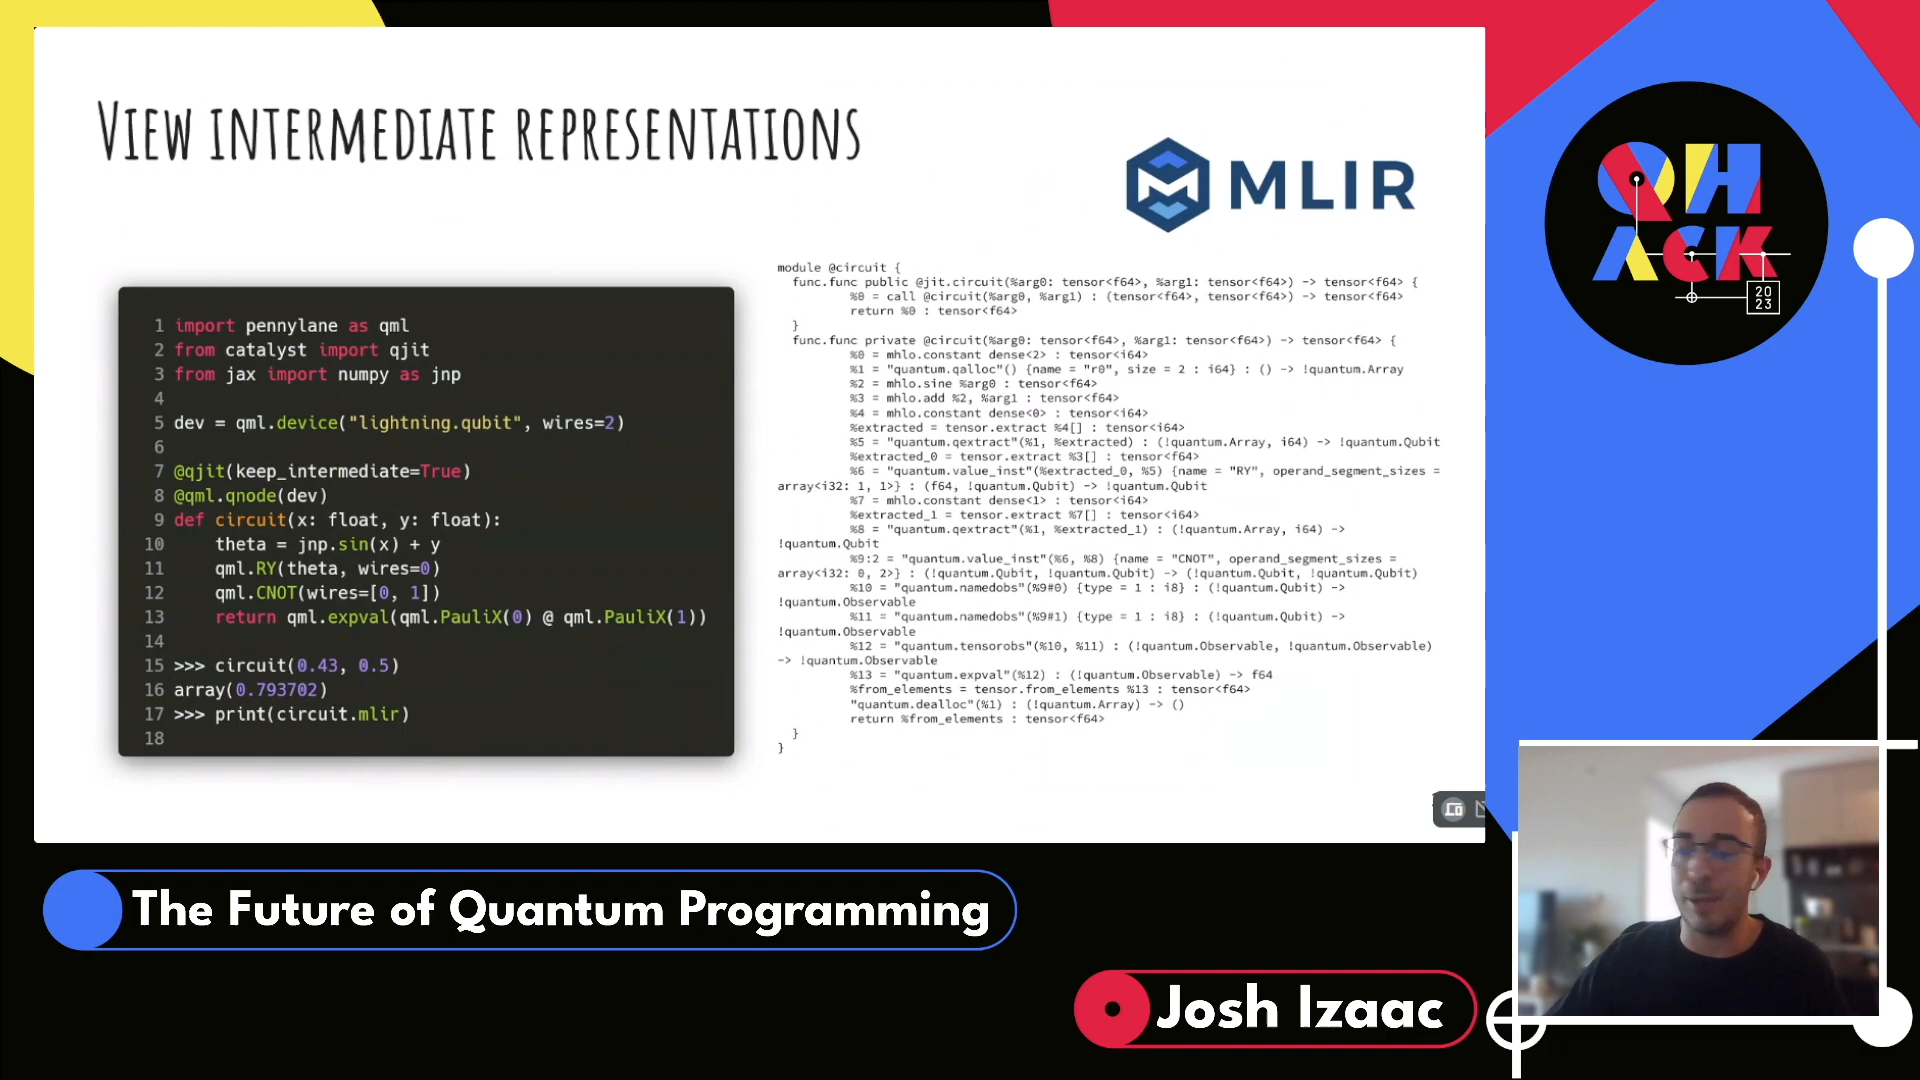 VIEW INTERMEDIATE REPRESENTATIONS
MLIR
1 import pennylane as qml
2 from catalyst import qjit
3 from jax import numpy as jnp
4
5 dev = qml.device("lightning.qubit", wires=2)
6
7 @qjit(keep_intermediate=True)
8 @qml.qnode(dev)
9 def circuit(x: float, y: float):
10 theta = jnp.sin(x) + y
11 qml.RY(theta, wires=0)
12 qml.CNOT(wires=[0, 1])
13 return qml.expval(qml.PauliX(0) @ qml.PauliX(1))
14
15 >>> circuit(0.43, 0.5)
16 array(0.793702)
17 >>> print(circuit.mlir)
18
module @circuit {
func.func public @jit.circuit(%arg0: tensor<f64>, %arg1: tensor<f64>) -> tensor<f64> {
%0 = call @circuit(%arg0, %arg1) : (tensor<f64>, tensor<f64>) -> tensor<f64>
return %0 : tensor<f64>
}
func.func private @circuit(%arg0: tensor<f64>, %arg1: tensor<f64>) -> tensor<f64> {
%0 = mhlo.constant dense<2> : tensor<i64>
%1 = "quantum.qalloc"() {name = "r0", size = 2 : i64} : () -> !quantum.Array
%2 = mhlo.sine %arg0 : tensor<f64>
%3 = mhlo.add %2, %arg1 : tensor<f64>
%4 = mhlo.constant dense<0> : tensor<i64>
%extracted = tensor.extract %4[] : tensor<i64>
%5 = "quantum.qextract"(%1, %extracted) : (!quantum.Array, i64) -> !quantum.Qubit
%extracted_0 = tensor.extract %3[] : tensor<f64>
%6 = "quantum.value_inst"(%extracted_0, %5) {name = "RY", operand_segment_sizes =
array<i32: 1, 1>} : (f64, !quantum.Qubit) -> !quantum.Qubit
%7 = mhlo.constant dense<1> : tensor<i64>
%extracted_1 = tensor.extract %7[] : tensor<i64>
%8 = "quantum.qextract"(%1, %extracted_1) : (!quantum.Array, i64) ->
!quantum.Qubit
%9:2 = "quantum.value_inst"(%6, %8) {name = "CNOT", operand_segment_sizes =
array<i32: 0, 2>} : (!quantum.Qubit, !quantum.Qubit) -> (!quantum.Qubit, !quantum.Qubit)
%10 = "quantum.namedobs"(%9#0) {type = 1 : i8} : (!quantum.Qubit) ->
!quantum.Observable
%11 = "quantum.namedobs"(%9#1) {type = 1 : i8} : (!quantum.Qubit) ->
!quantum.Observable
%12 = "quantum.tensorobs"(%10, %11) : (!quantum.Observable, !quantum.Observable)
-> !quantum.Observable
%13 = "quantum.expval"(%12) : (!quantum.Observable) -> f64
%from_elements = tensor.from_elements %13 : tensor<f64>
"quantum.dealloc"(%1) : (!quantum.Array) -> ()
return %from_elements : tensor<f64>
}
}
QH
ACK
20
23
The Future of Quantum Programming
Josh Izaac